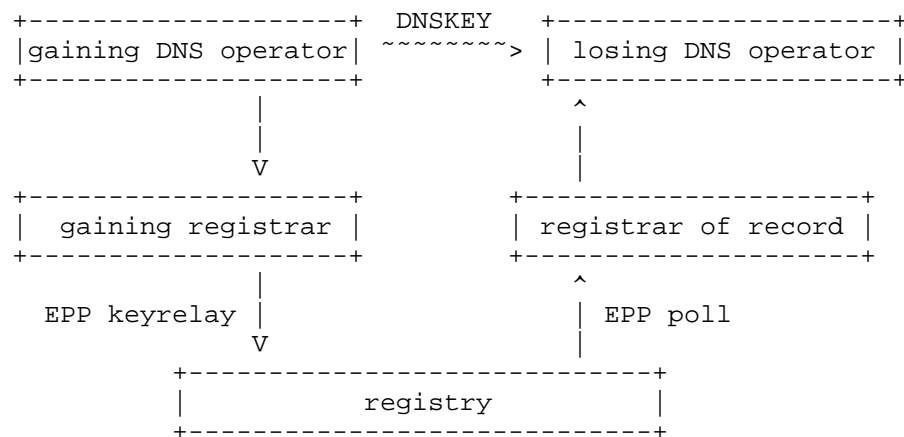 DNSKEY
gaining DNS operator ~~~~~~~~> losing DNS operator
V
gaining registrar registrar of record
EPP keyrelay EPP poll
V
registry